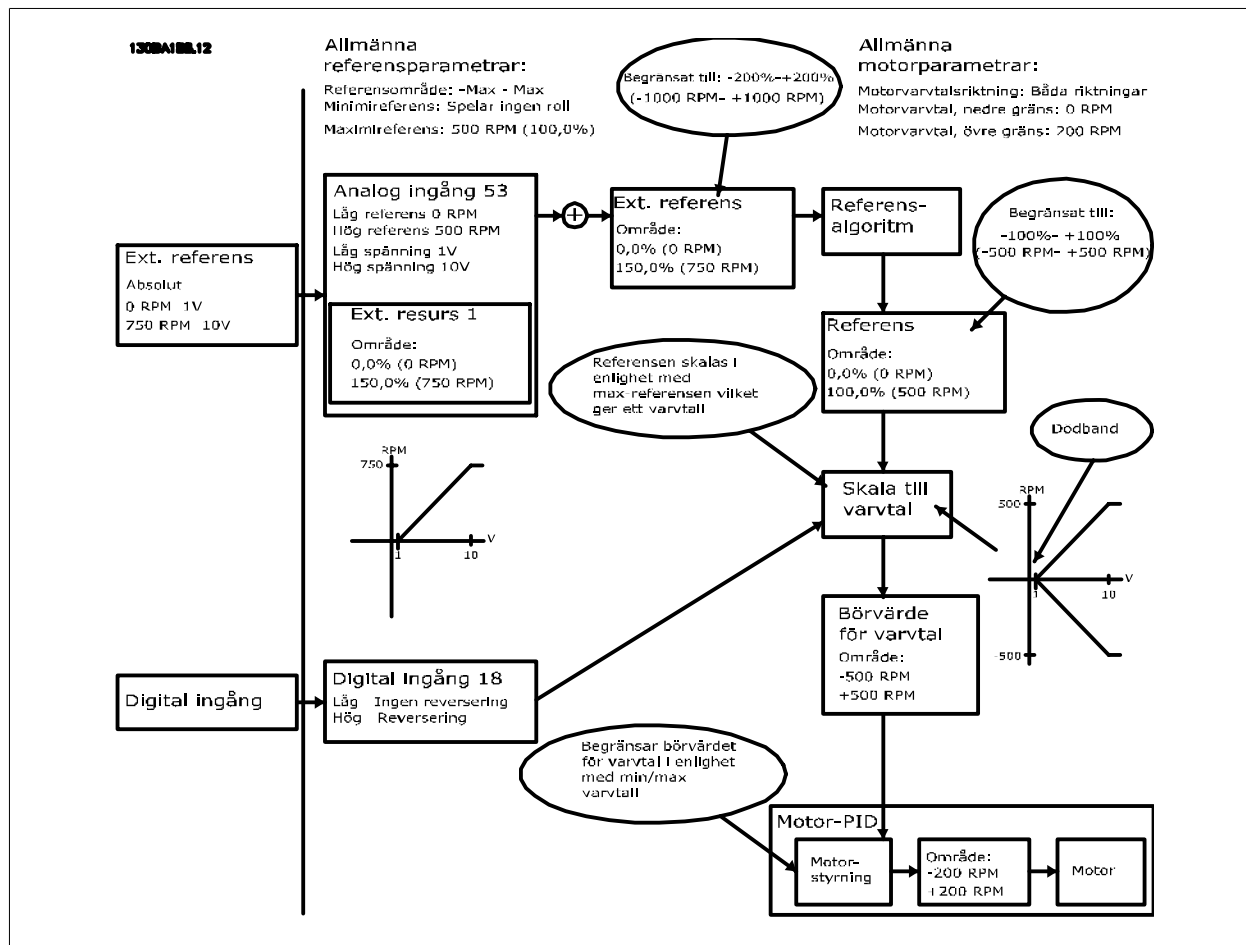 130BA188.12
Allmänna
referensparametrar:
Referensområde: -Max - Max
Minimireferens: Spelar ingen roll
Maximireferens: 500 RPM (100,0%)
Begränsat till: -200%-+200%
(-1000 RPM- +1000 RPM)
Allmänna
motorparametrar:
Motorvarvtalsriktning: Båda riktningar
Motorvarvtal, nedre gräns: 0 RPM
Motorvarvtal, övre gräns: 200 RPM
Ext. referens
Absolut
0 RPM 1V
750 RPM 10V
Analog ingång 53
Låg referens 0 RPM
Hög referens 500 RPM
Låg spänning 1V
Hög spänning 10V
Ext. resurs 1
Område:
0,0% (0 RPM)
150,0% (750 RPM)
+
Ext. referens
Område:
0,0% (0 RPM)
150,0% (750 RPM)
Referens-
algoritm
Begränsat till:
-100%- +100%
(-500 RPM- +500 RPM)
Referens
Område:
0,0% (0 RPM)
100,0% (500 RPM)
Referensen skalas i
enlighet med
max-referensen vilket
ger ett varvtall
Dodband
RPM
750
1
10
V
Skala till
varvtal
RPM
500
1
10
V
-500
Börvärde
för varvtal
Område:
-500 RPM
+500 RPM
Digital ingång
Digital ingång 18
Låg Ingen reversering
Hög Reversering
Begränsar börvärdet
för varvtal i enlighet
med min/max
varvtall
Motor-PID
Motor-
styrning
Område:
-200 RPM
+200 RPM
Motor